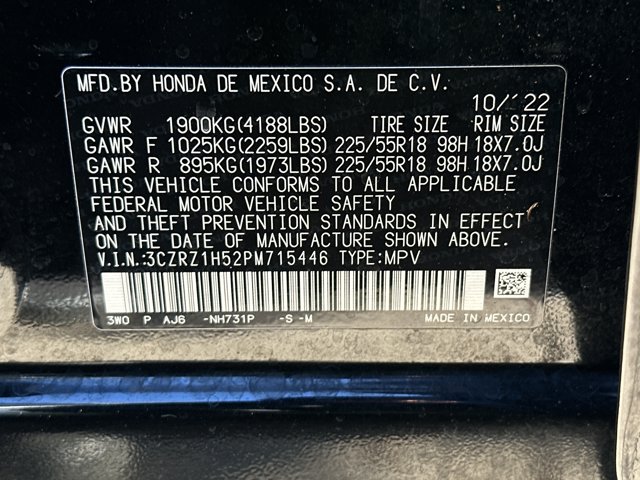 MFD.BY HONDA DE MEXICO S.A. DE C.V.
10/ '22
GVWR 1900KG(4188LBS) TIRE SIZE RIM SIZE
GAWR F 1025KG(2259LBS) 225/55R18 98H 18X7.0J
GAWR R 895KG(1973LBS) 225/55R18 98H 18X7.0J
THIS VEHICLE CONFORMS TO ALL APPLICABLE
FEDERAL MOTOR VEHICLE SAFETY
AND THEFT PREVENTION STANDARDS IN EFFECT
ON THE DATE OF MANUFACTURE SHOWN ABOVE.
V.I.N.:3CZRZ1H52PM715446 TYPE:MPV
3WO P AJ6 -NH731P -S -M MADE IN MEXICO